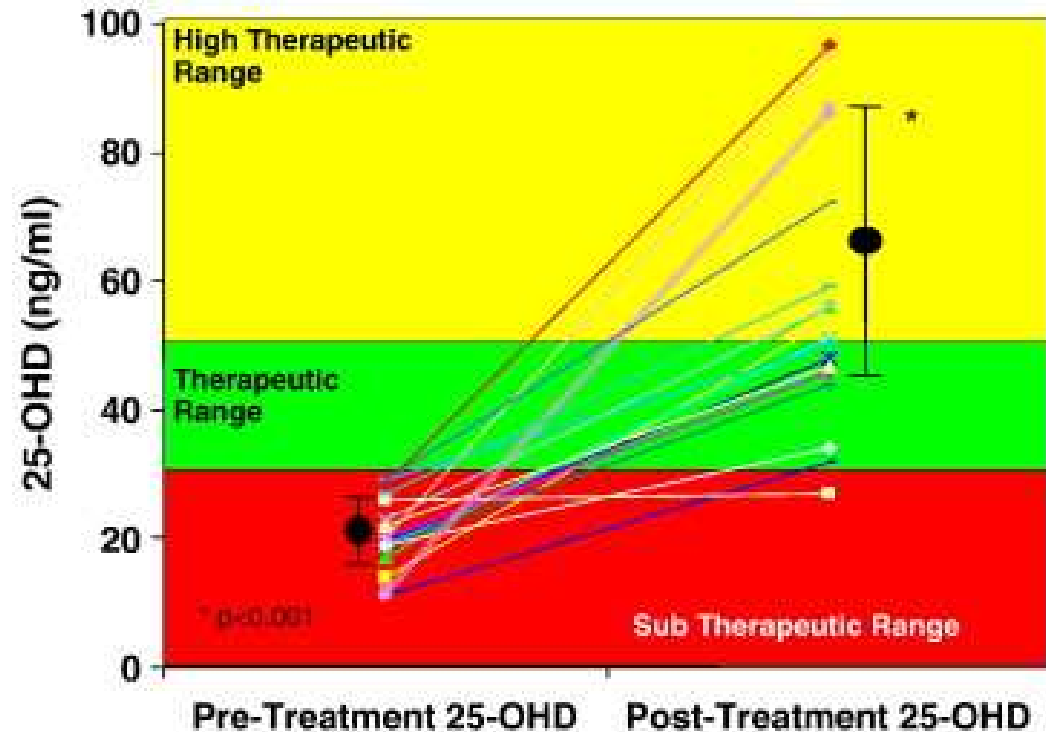 100
High Therapeutic
Range
80
60
Therapeutic
Range
40
20
0
25-OHD (ng/ml)
*
* p<0.001
Sub Therapeutic Range
Pre-Treatment 25-OHD
Post-Treatment 25-OHD